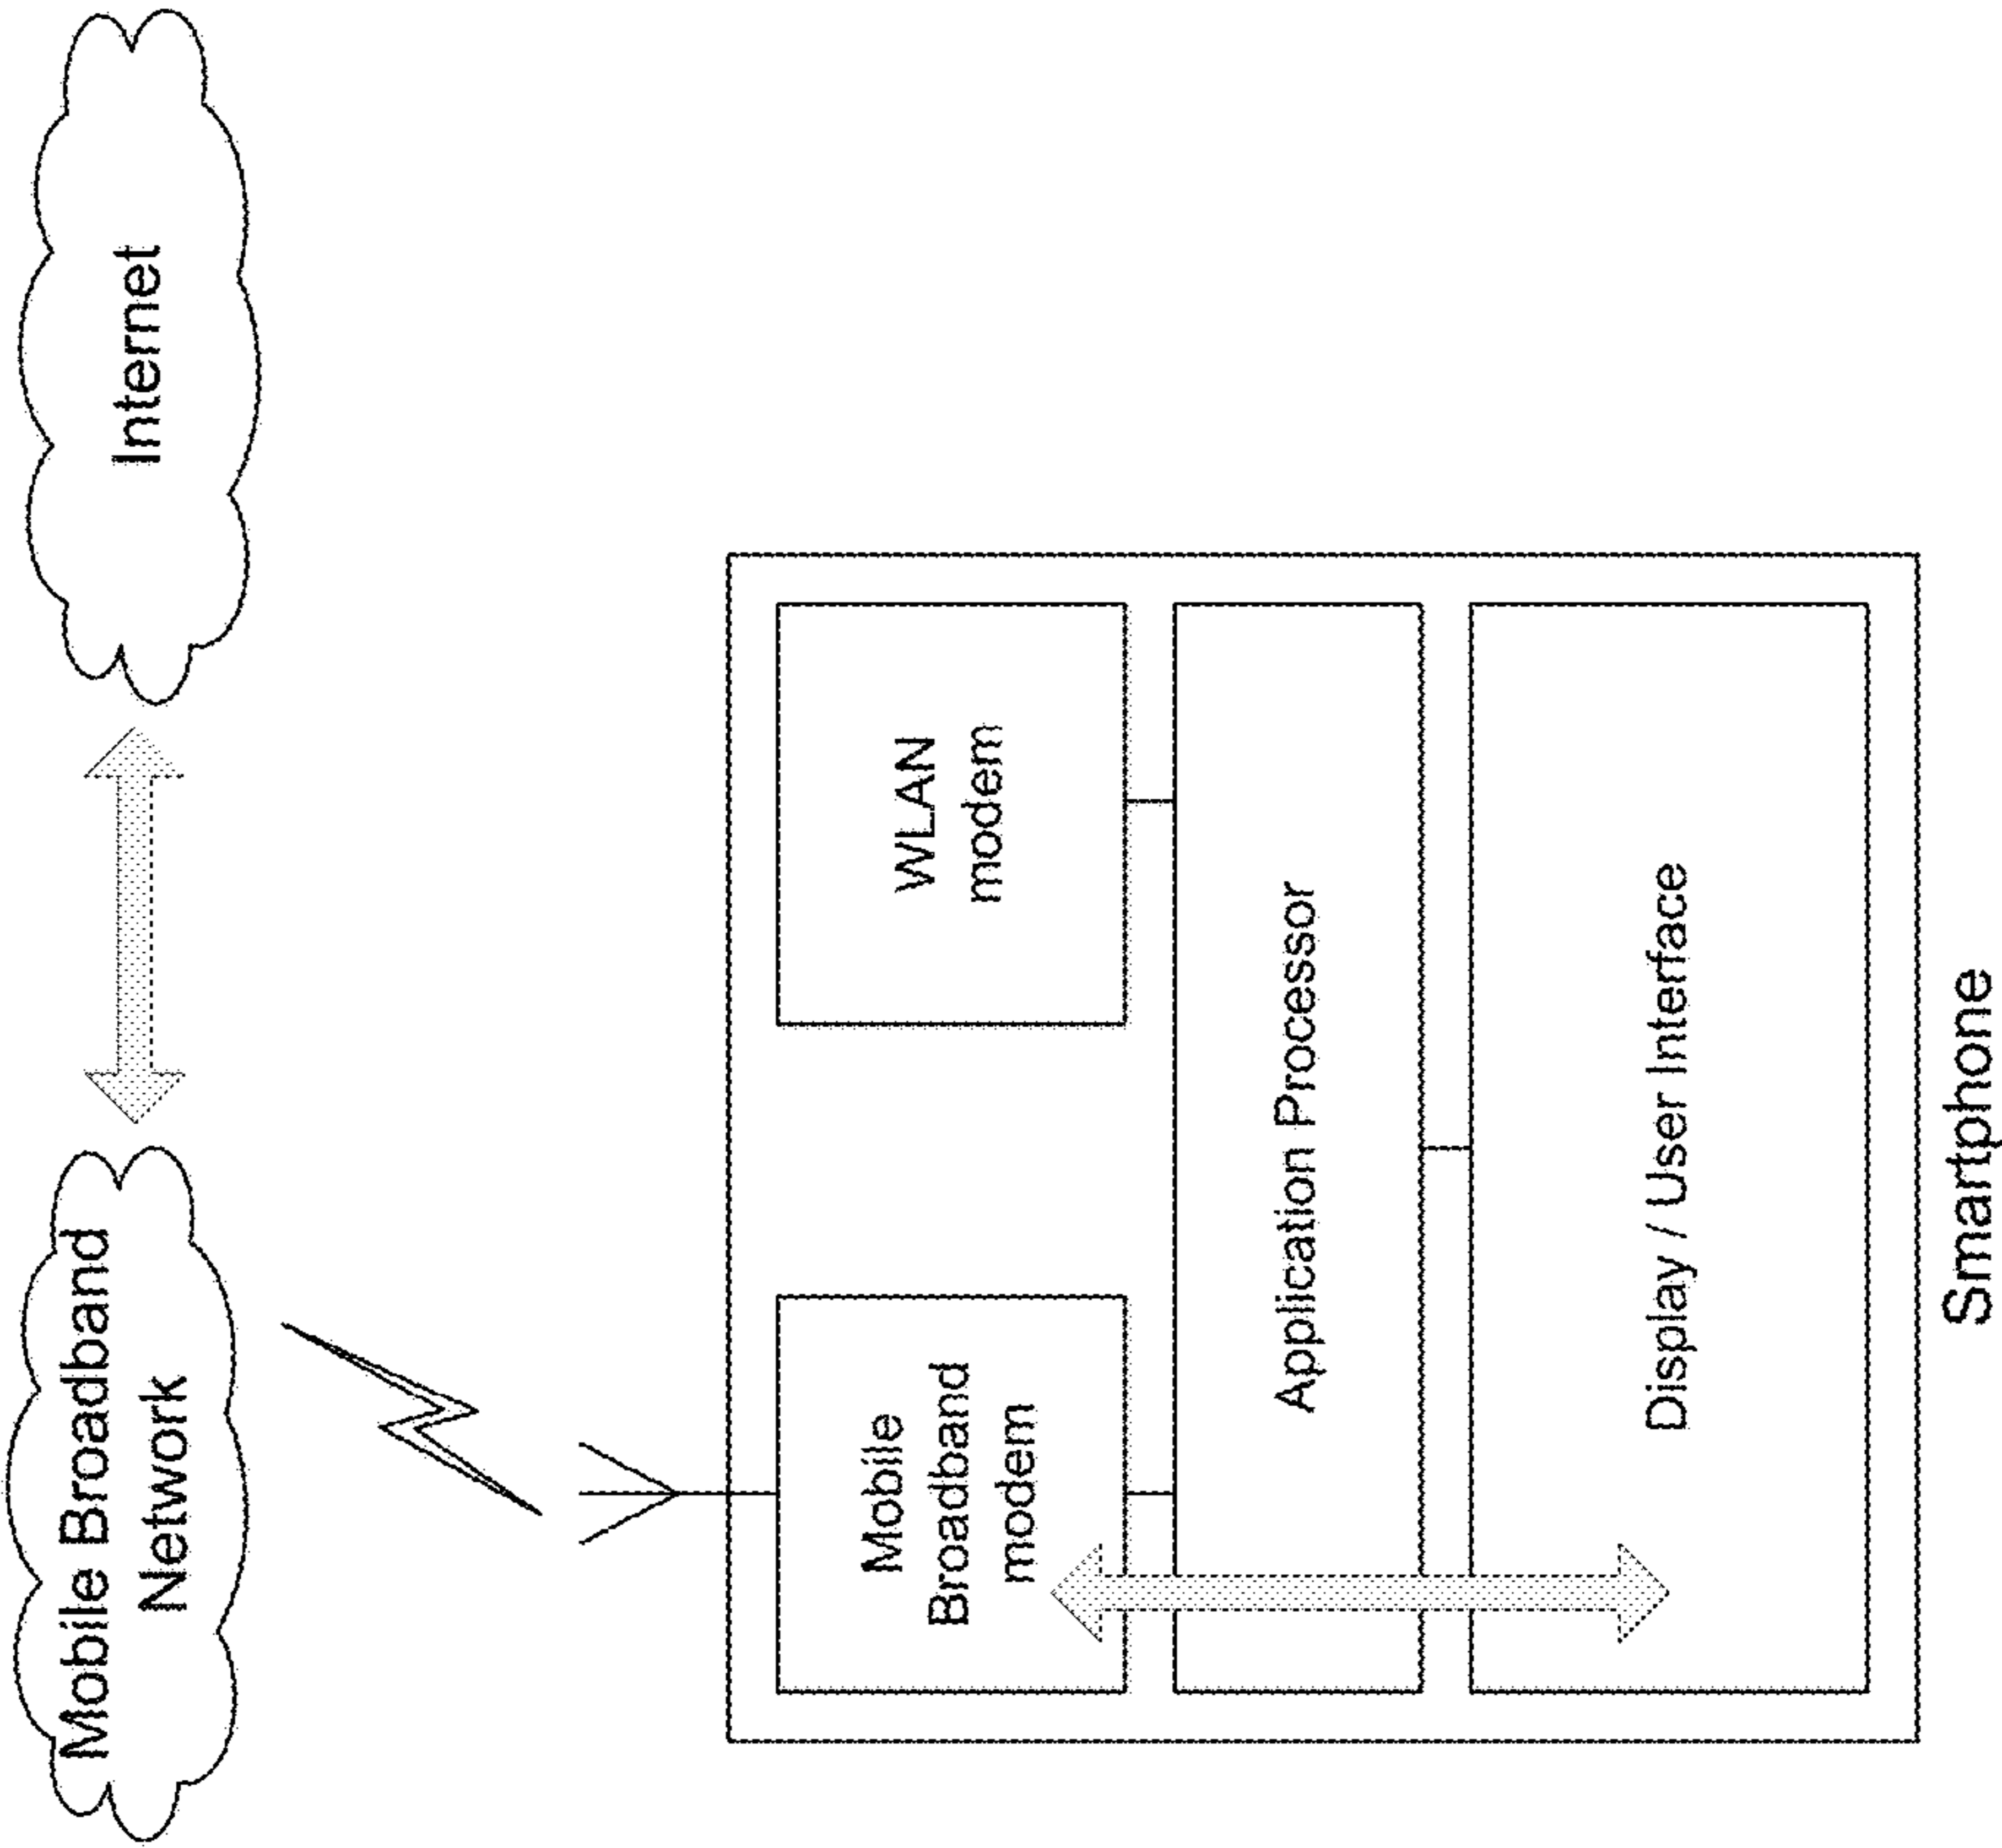 Mobile Broadband
Network
Internet
Mobile
Broadband
modem
WLAN
modem
Application Processor
Display / User Interface
Smartphone